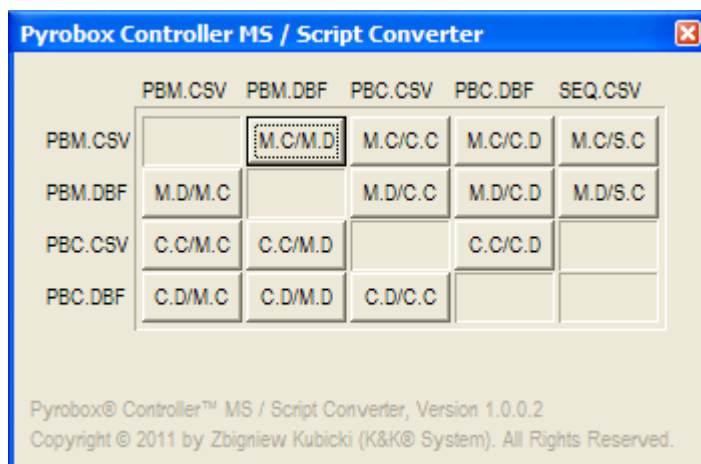 Pyrobox Controller MS / Script Converter
PBM.CSV PBM.DBF PBC.CSV PBC.DBF SEQ.CSV
PBM.CSV M.C/M.D M.C/C.C M.C/C.D M.C/S.C
PBM.DBF M.D/M.C M.D/C.C M.D/C.D M.D/S.C
PBC.CSV C.C/M.C C.C/M.D C.C/C.D
PBC.DBF C.D/M.C C.D/M.D C.D/C.C
Pyrobox® Controller™ MS / Script Converter, Version 1.0.0.2
Copyright © 2011 by Zbigniew Kubicki (K&K® System). All Rights Reserved.